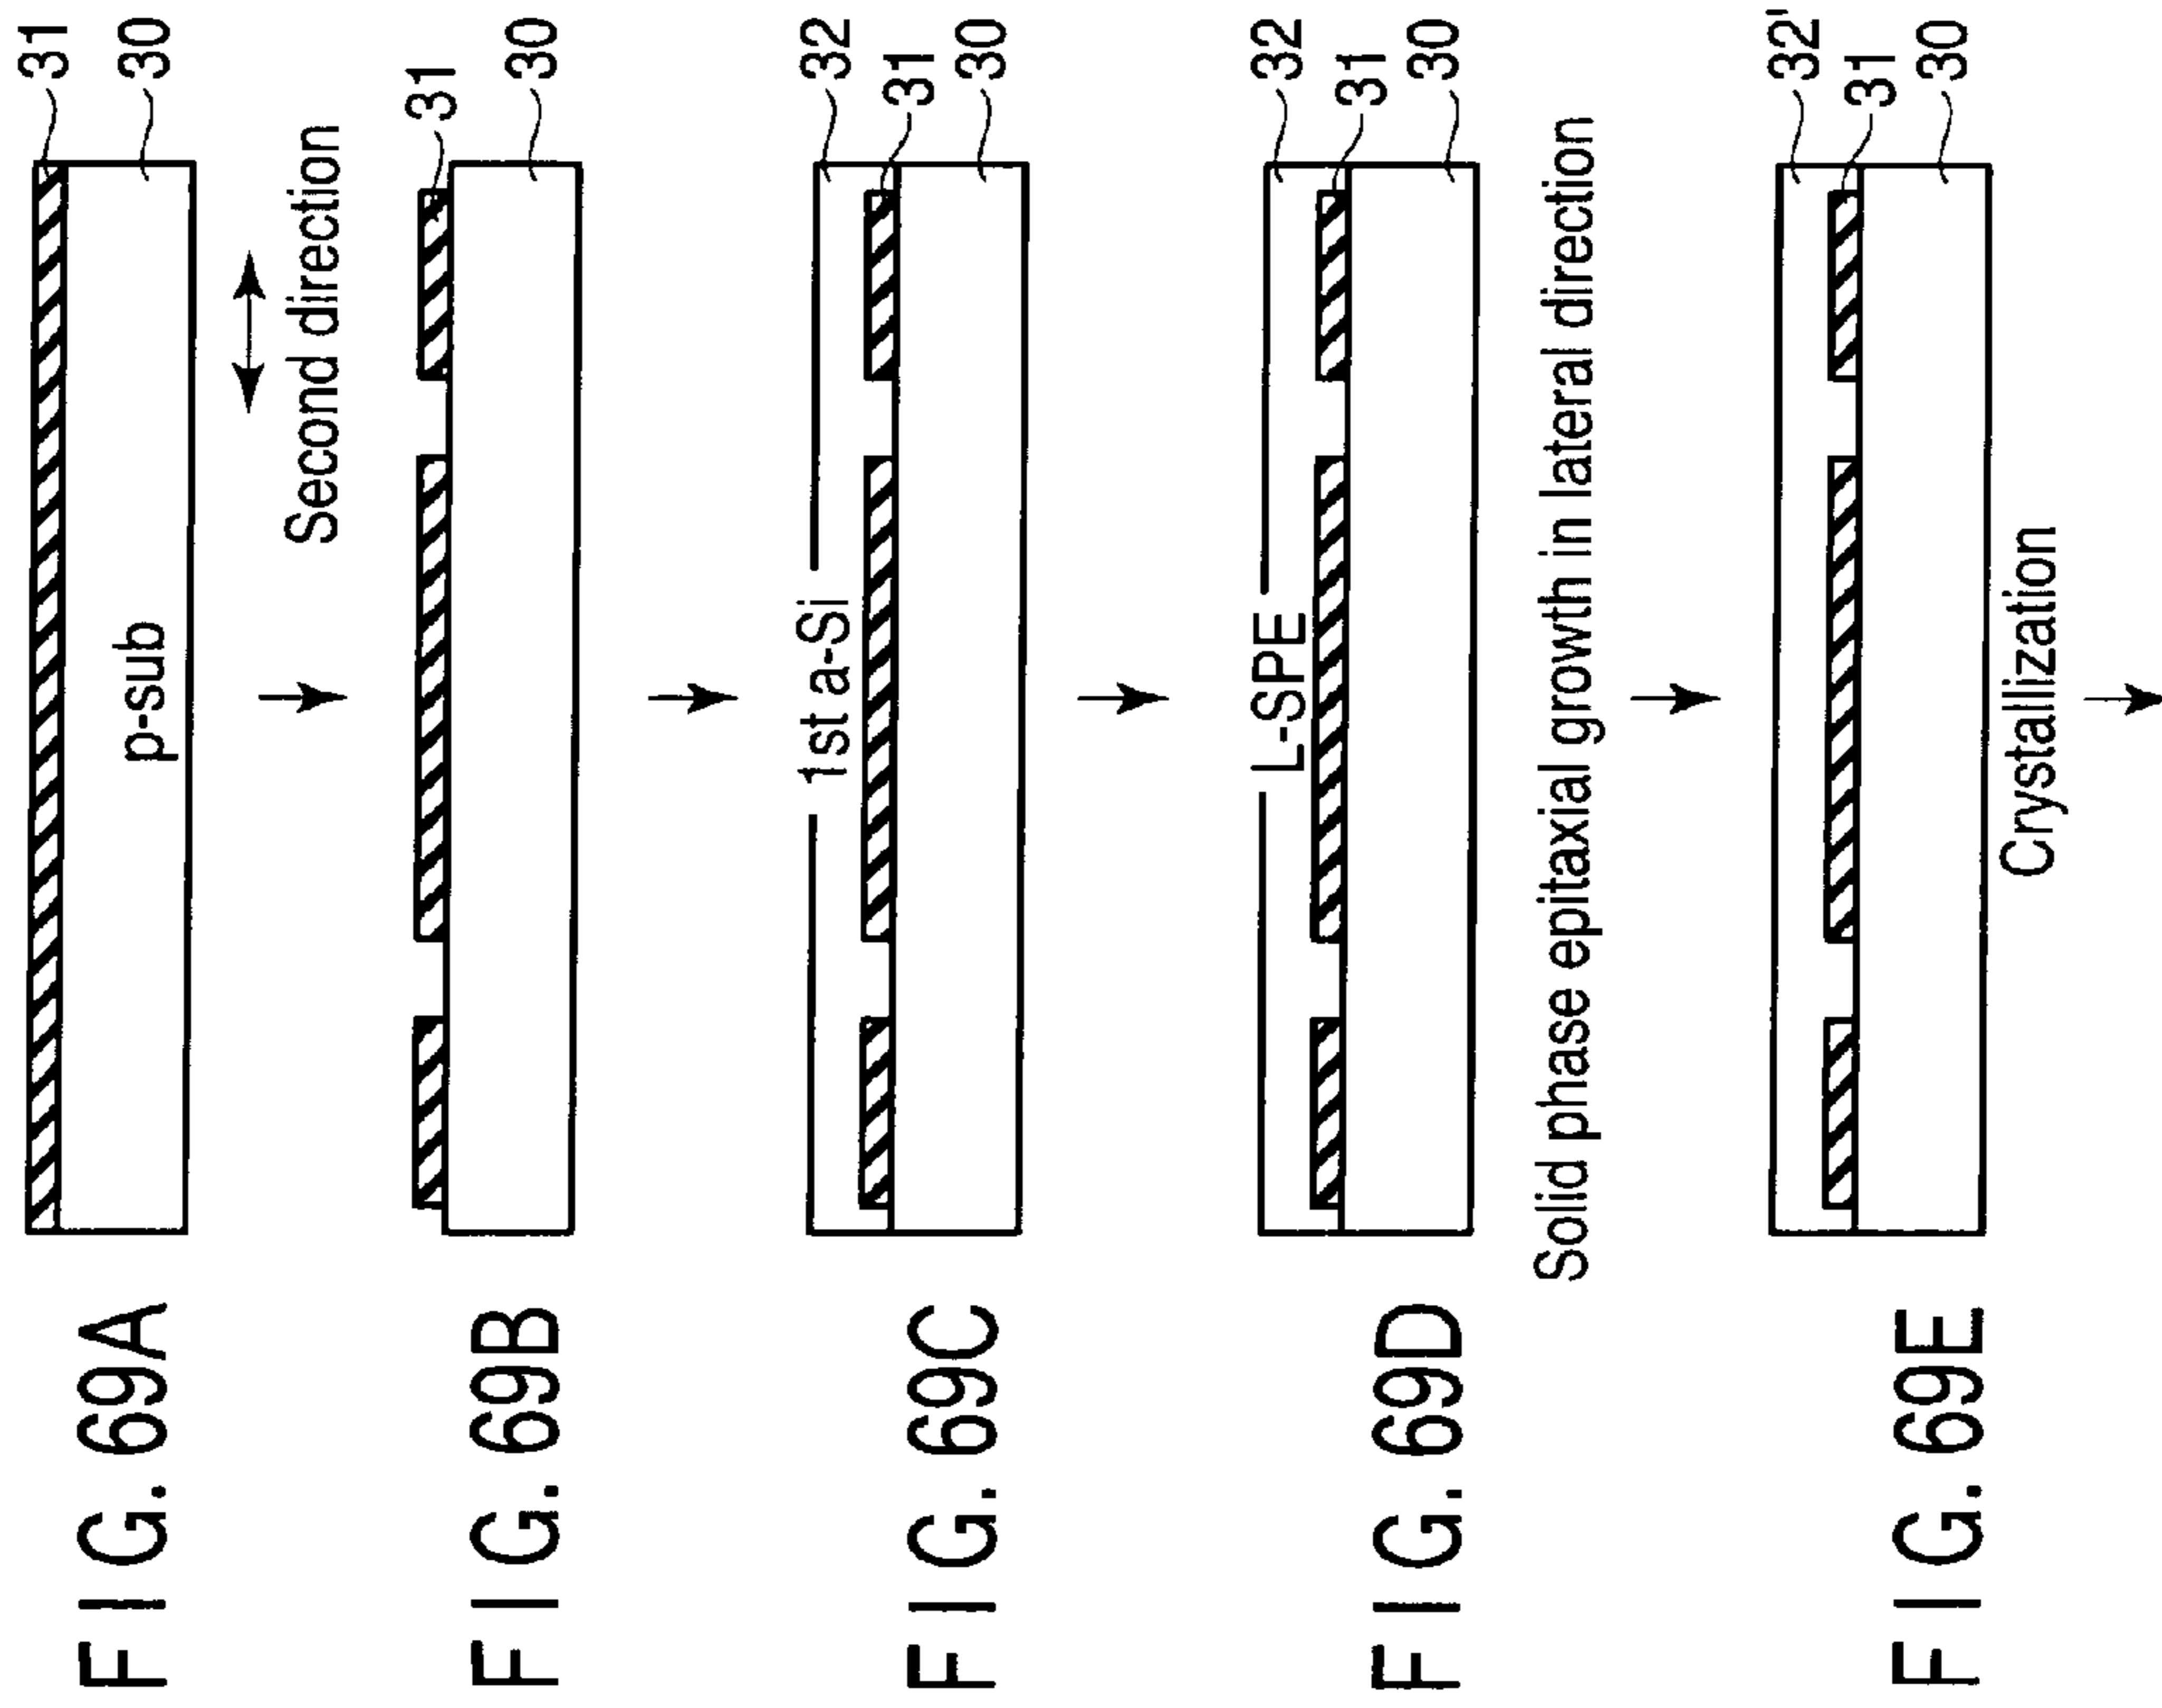 FIG. 69A
p-sub
31
30
Second direction
FIG. 69B
31
30
FIG. 69C
1st a-Si
32
31
30
FIG. 69D
L-SPE
32
31
30
Solid phase epitaxial growth in lateral direction
FIG. 69E
32'
31
30
Crystallization